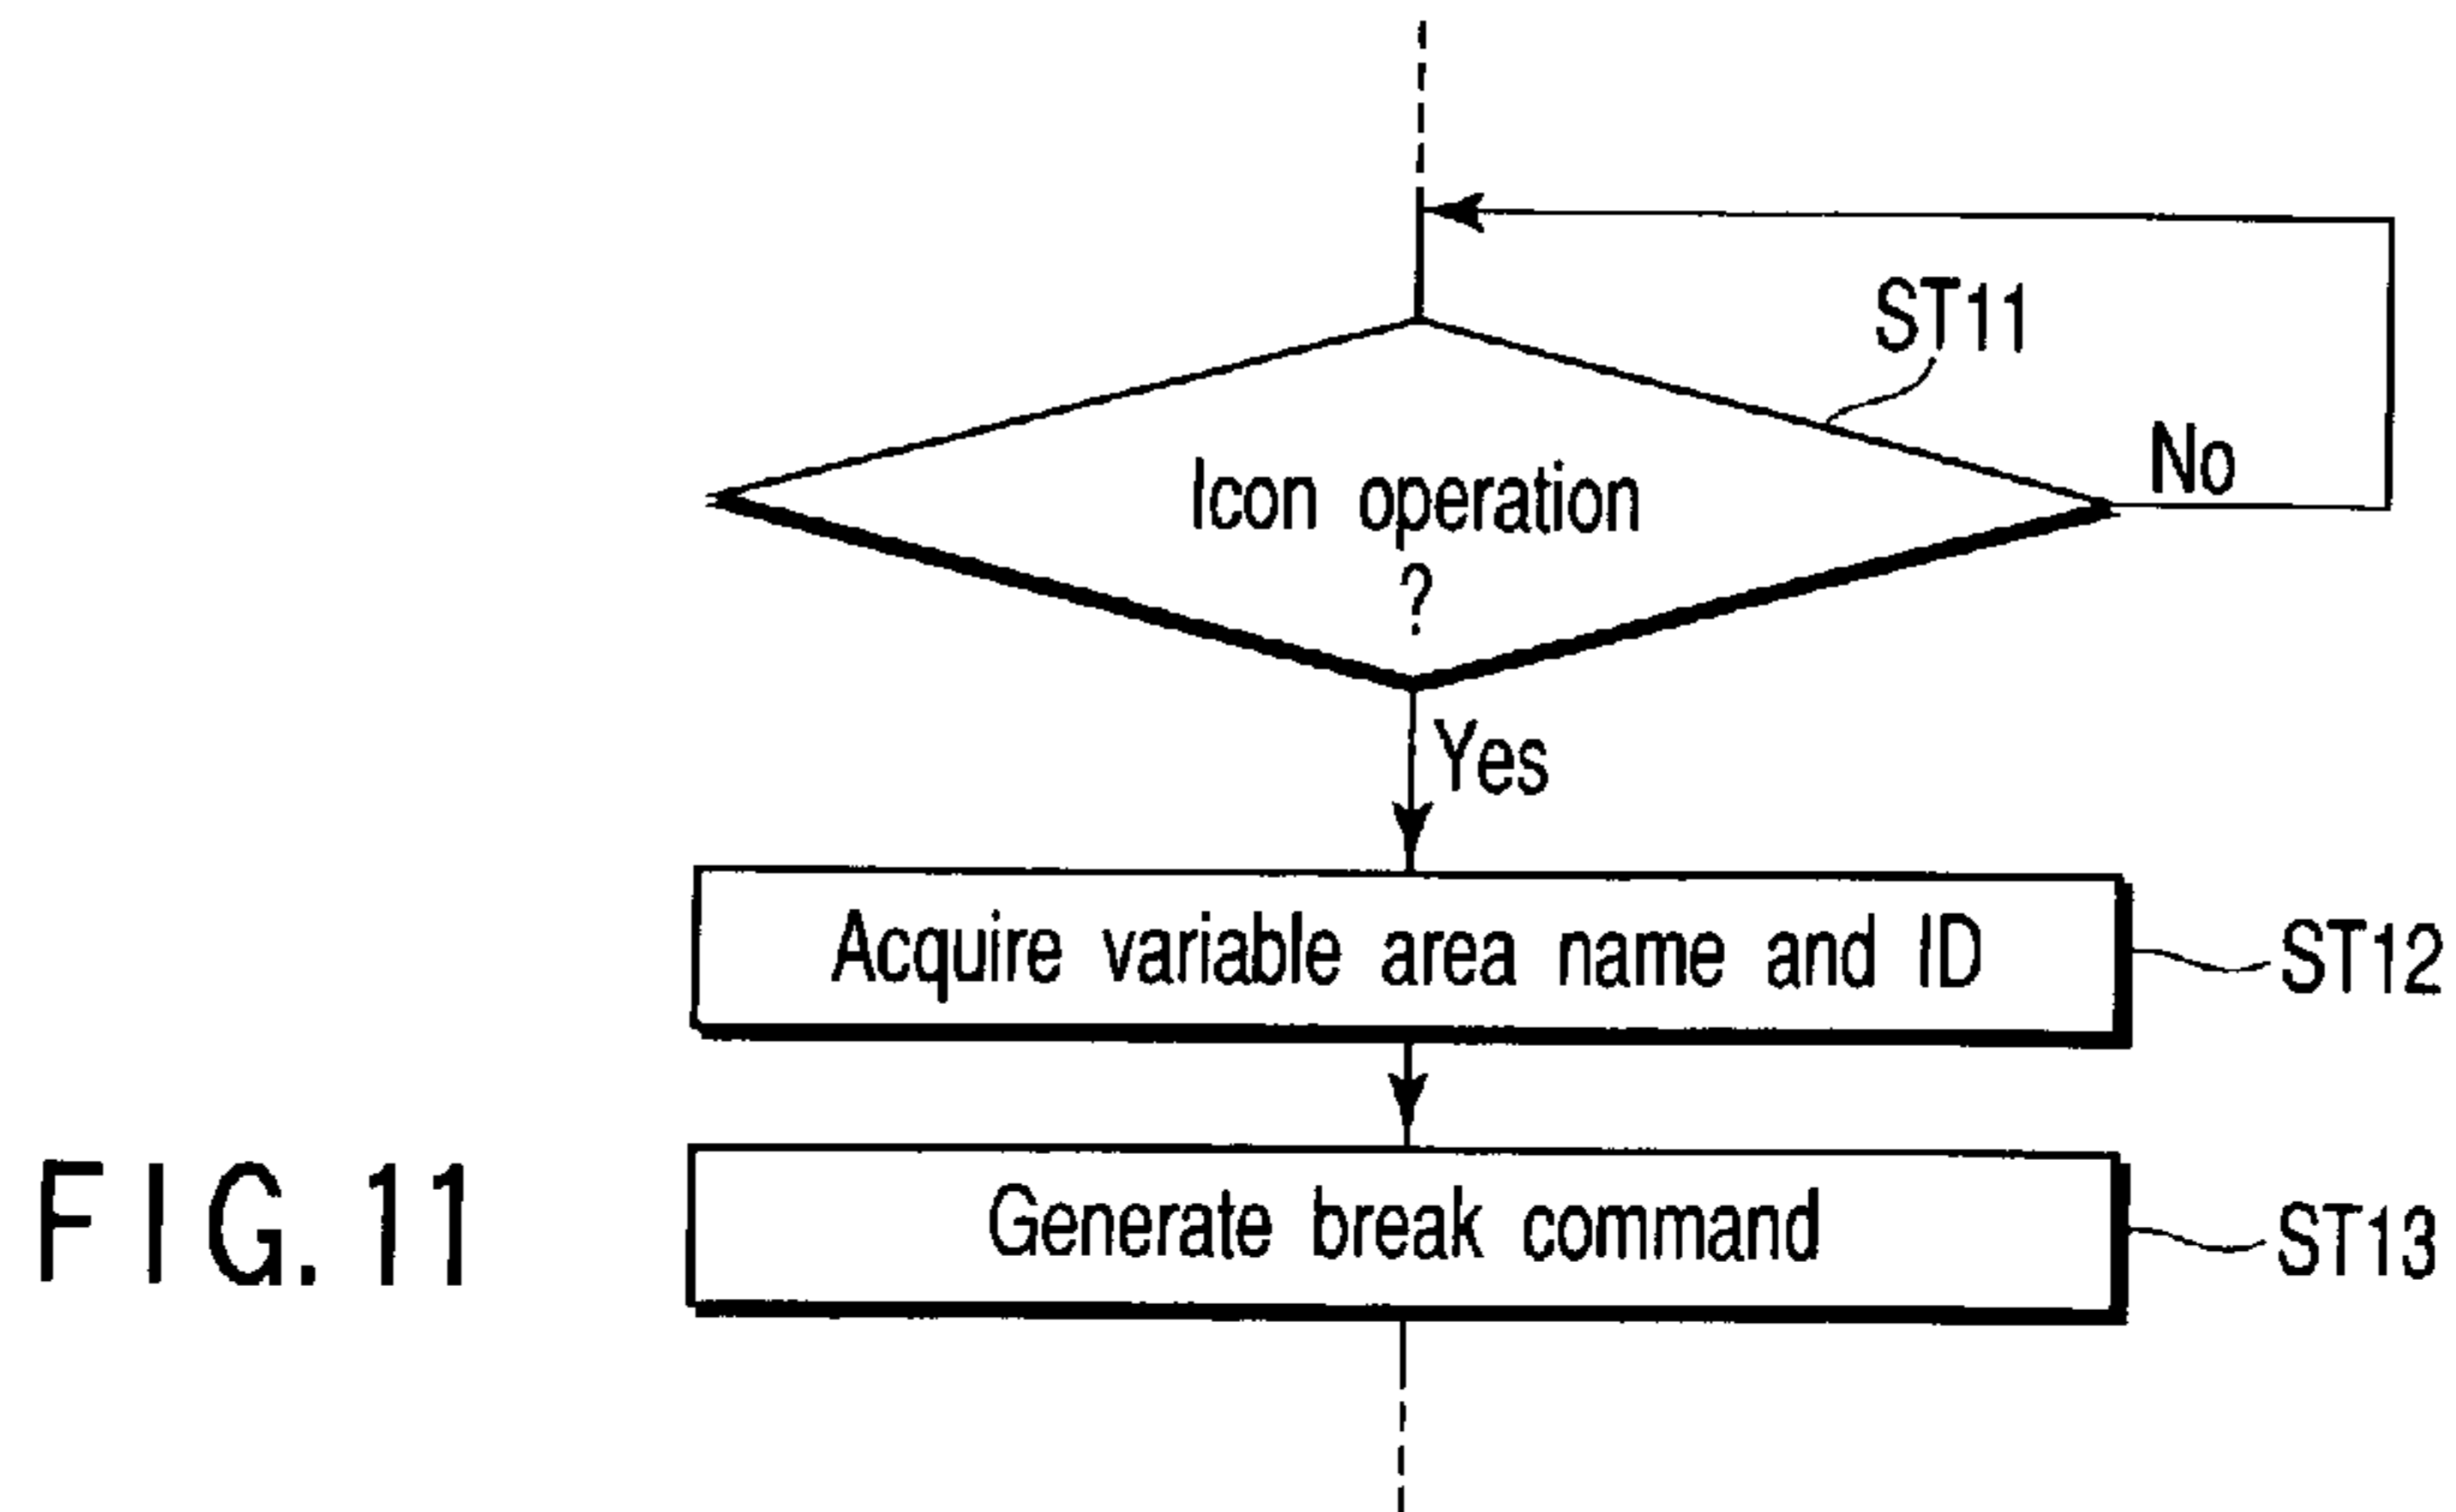 ST11
No
Icon operation
?
Yes
Acquire variable area name and ID
ST12
Generate break command
ST13
FIG. 11